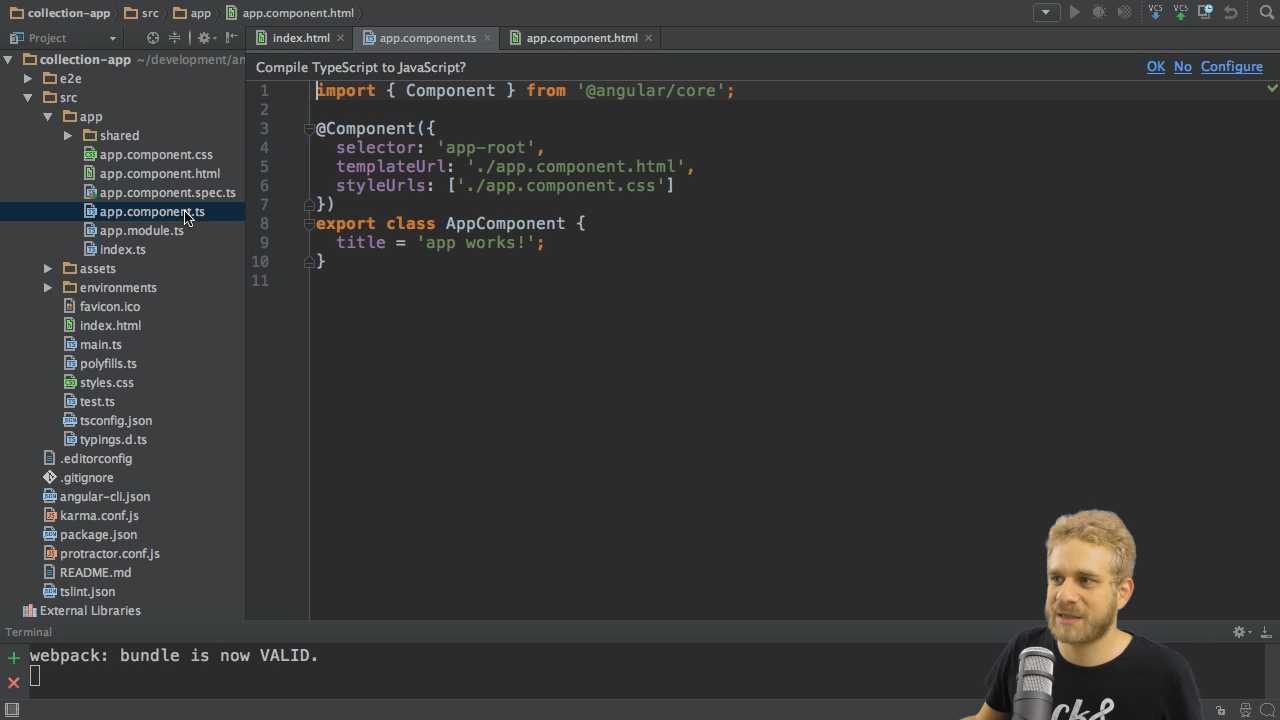 collection-app src app app.component.html
Project
index.html app.component.ts app.component.html
VCS VCS
collection-app ~/development/an
e2e
src
app
shared
app.component.css
app.component.html
app.component.spec.ts
app.component.ts
app.module.ts
index.ts
assets
environments
favicon.ico
index.html
main.ts
polyfills.ts
styles.css
test.ts
tsconfig.json
typings.d.ts
.editorconfig
.gitignore
angular-cli.json
karma.conf.js
package.json
protractor.conf.js
README.md
tslint.json
External Libraries
Compile TypeScript to JavaScript? OK No Configure
1 import { Component } from '@angular/core';
2
3 @Component({
4 selector: 'app-root',
5 templateUrl: './app.component.html',
6 styleUrls: ['./app.component.css']
7 })
8 export class AppComponent {
9 title = 'app works!';
10 }
11
Terminal
webpack: bundle is now VALID.